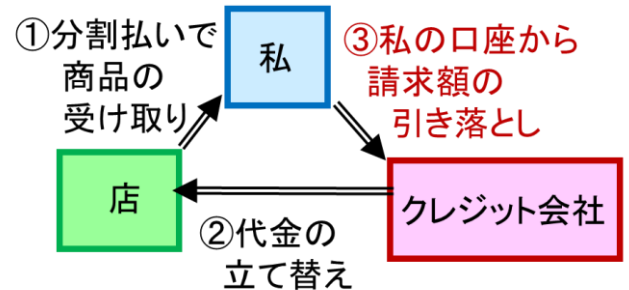 ①分割払いで
商品の
受け取り
私
③私の口座から
請求額の
引き落とし
店
クレジット会社
②代金の
立て替え